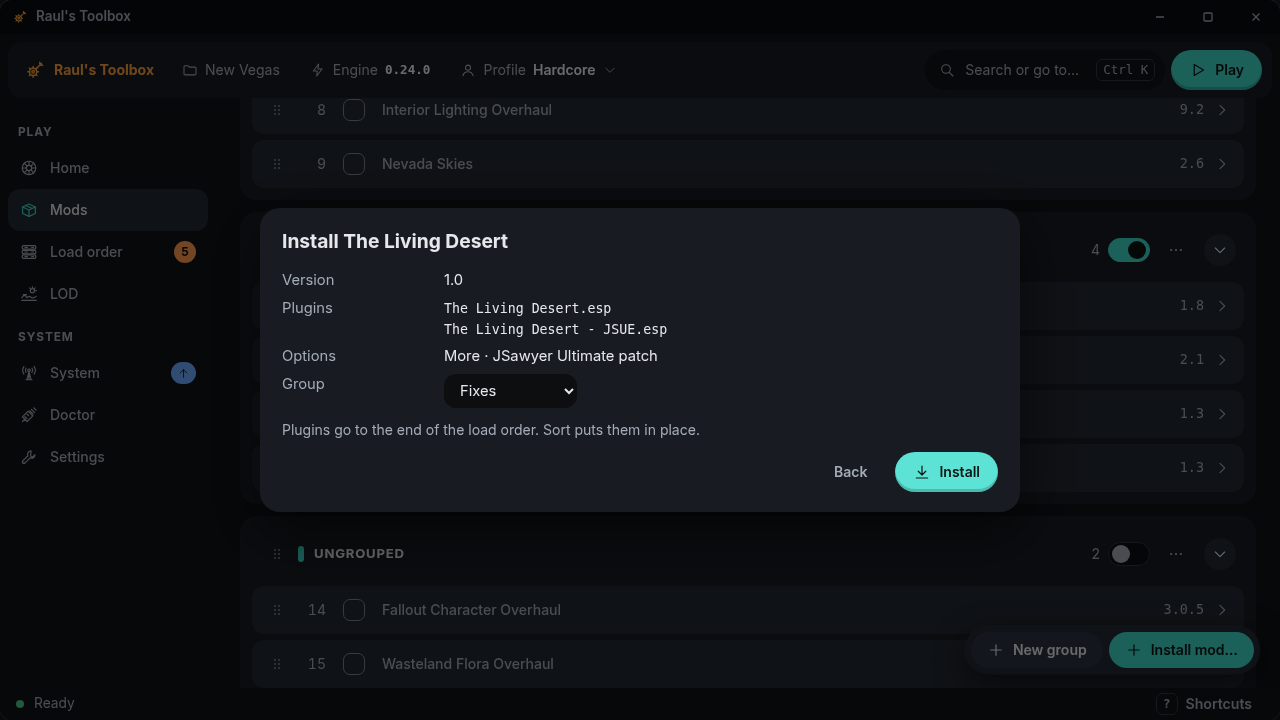 Raul's Toolbox
Raul's Toolbox
New Vegas
Engine 0.24.0
Profile Hardcore
Search or go to...
Ctrl K
Play
PLAY
Home
Mods
Load order
5
LOD
SYSTEM
System
Doctor
Settings
8 Interior Lighting Overhaul 9.2
9 Nevada Skies 2.6
4
1.8
2.1
1.3
1.3
Install The Living Desert
Version 1.0
Plugins The Living Desert.esp
The Living Desert - JSUE.esp
Options More · JSawyer Ultimate patch
Group Fixes
Plugins go to the end of the load order. Sort puts them in place.
Back
Install
UNGROUPED 2
14 Fallout Character Overhaul 3.0.5
15 Wasteland Flora Overhaul
New group
Install mod...
Ready
? Shortcuts